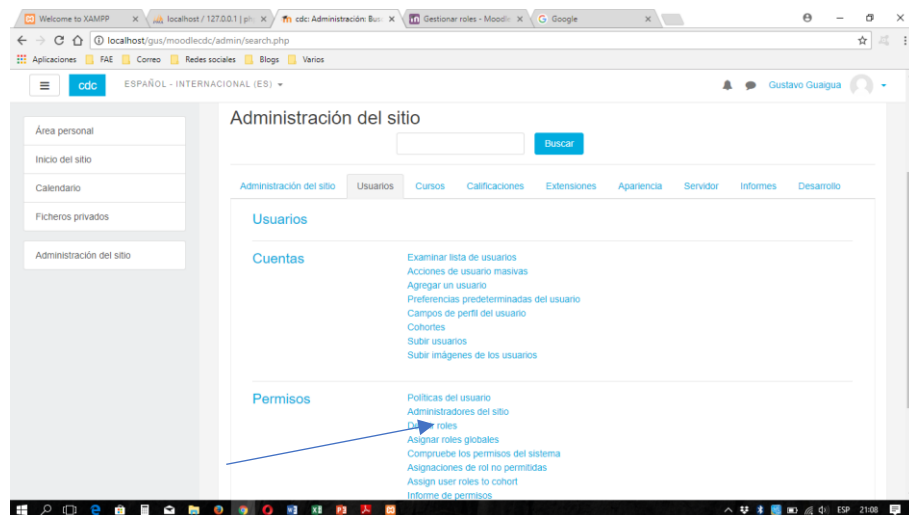 Welcome to XAMPP
localhost / 127.0.0.1 | ph
cdc: Administración: Bus
Gestionar roles - Moodle
Google
localhost/gus/moodlecdc/admin/search.php
Aplicaciones
FAE
Correo
Redes sociales
Blogs
Varios
cdc
ESPAÑOL - INTERNACIONAL (ES)
Gustavo Guaigua
Área personal
Inicio del sitio
Calendario
Ficheros privados
Administración del sitio
Administración del sitio
Buscar
Administración del sitio
Usuarios
Cursos
Calificaciones
Extensiones
Apariencia
Servidor
Informes
Desarrollo
Usuarios
Cuentas
Examinar lista de usuarios
Acciones de usuario masivas
Agregar un usuario
Preferencias predeterminadas del usuario
Campos de perfil del usuario
Cohortes
Subir usuarios
Subir imágenes de los usuarios
Permisos
Políticas del usuario
Administradores del sitio
roles
Asignar roles globales
Compruebe los permisos del sistema
Asignaciones de rol no permitidas
Assign user roles to cohort
Informe de permisos
ESP
21:08